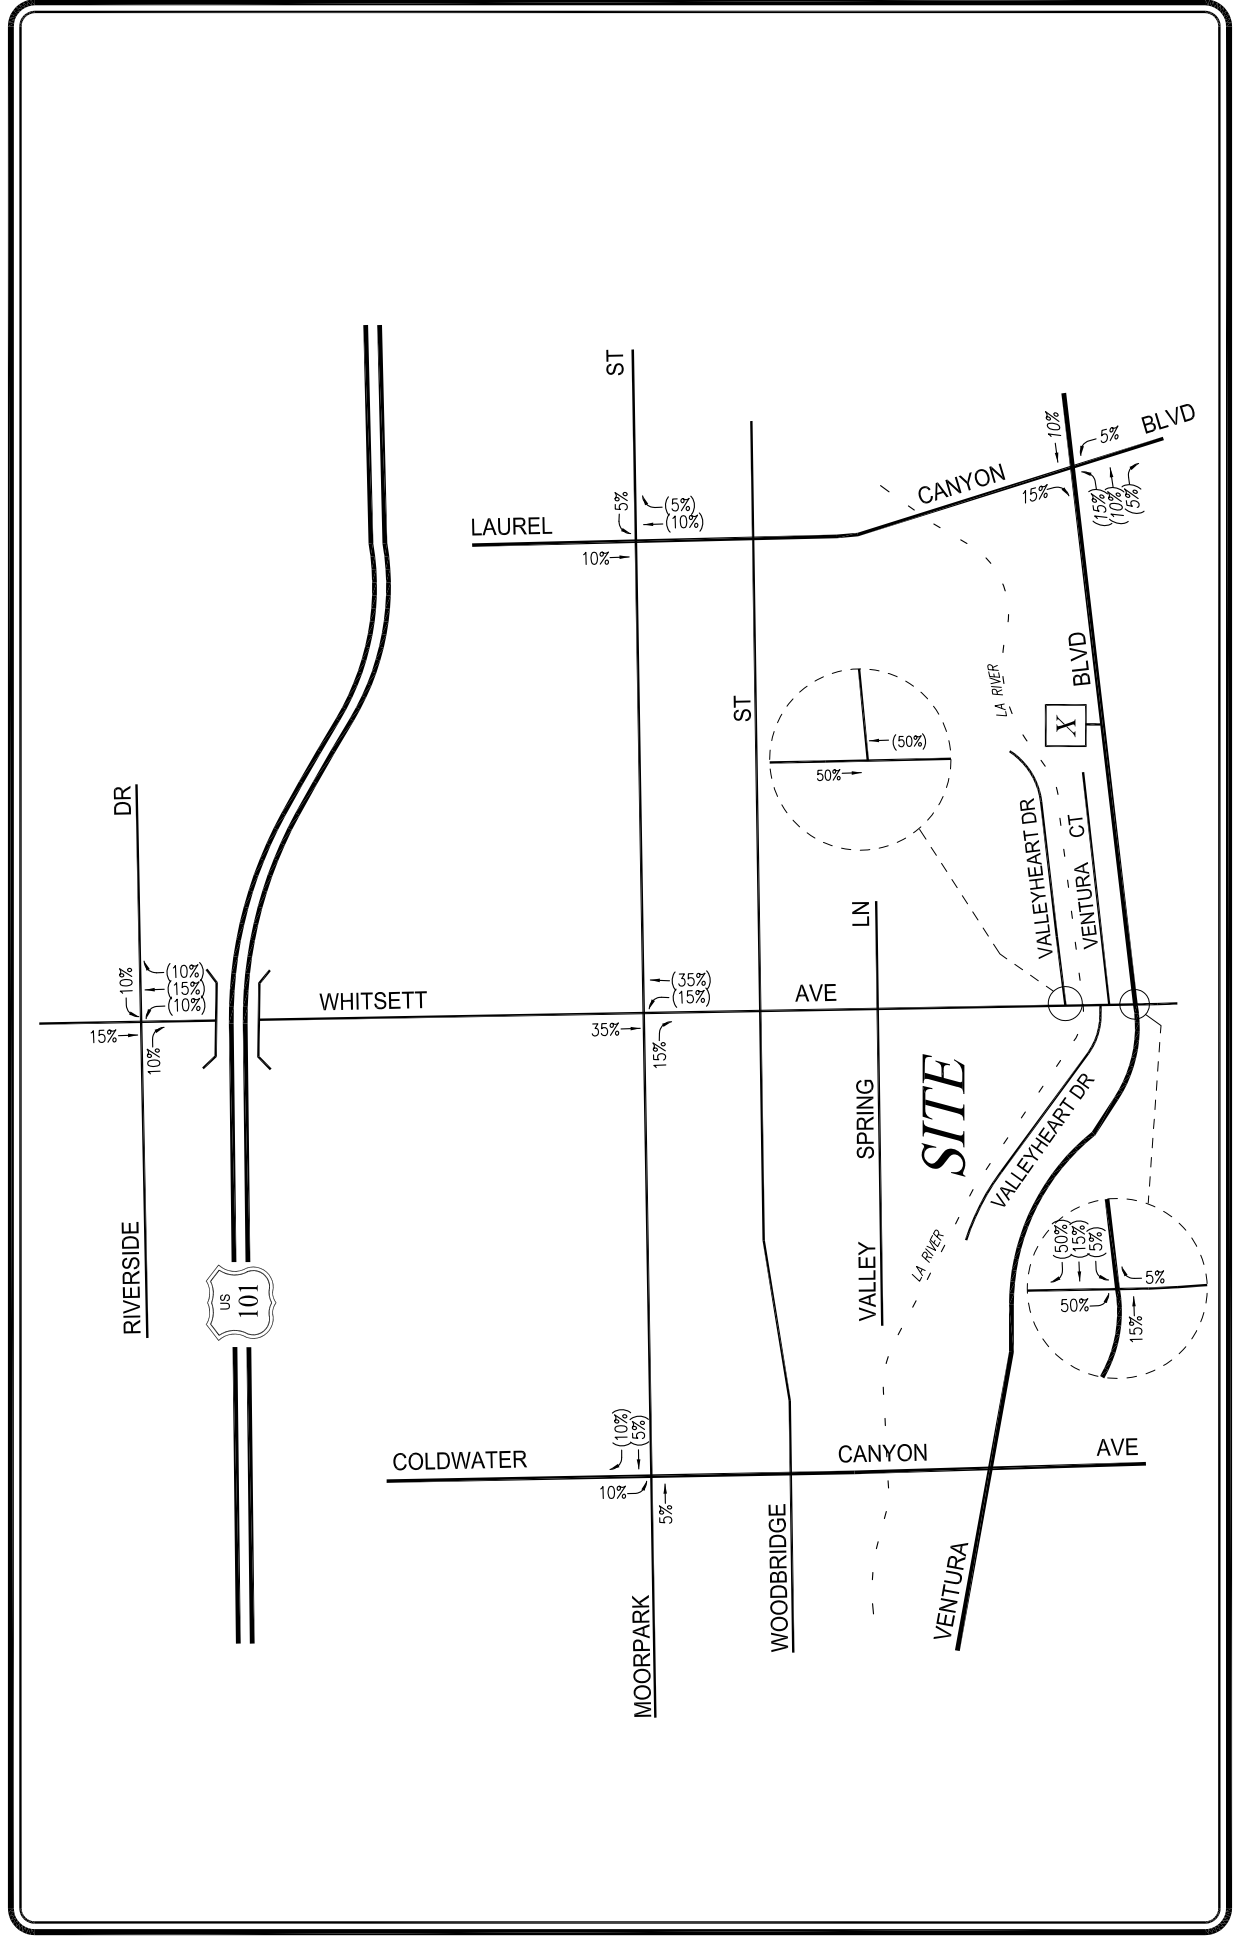 RIVERSIDE DR
15%
10%
10%
(10%)
(15%)
(10%)
US
101
WHITSETT AVE
LAUREL CANYON BLVD
COLDWATER CANYON AVE
MOORPARK ST
10%
5%
(5%)
(10%)
35%
15%
(35%)
(15%)
10%
5%
(10%)
(5%)
WOODBRIDGE ST
VALLEY SPRING LN
SITE
LA RIVER
LA RIVER
VALLEYHEART DR
VALLEYHEART DR
VENTURA CT
VENTURA BLVD
X
50%
(50%)
15%
10%
5%
(15%)
(10%)
(5%)
50%
15%
5%
(50%)
(15%)
(5%)